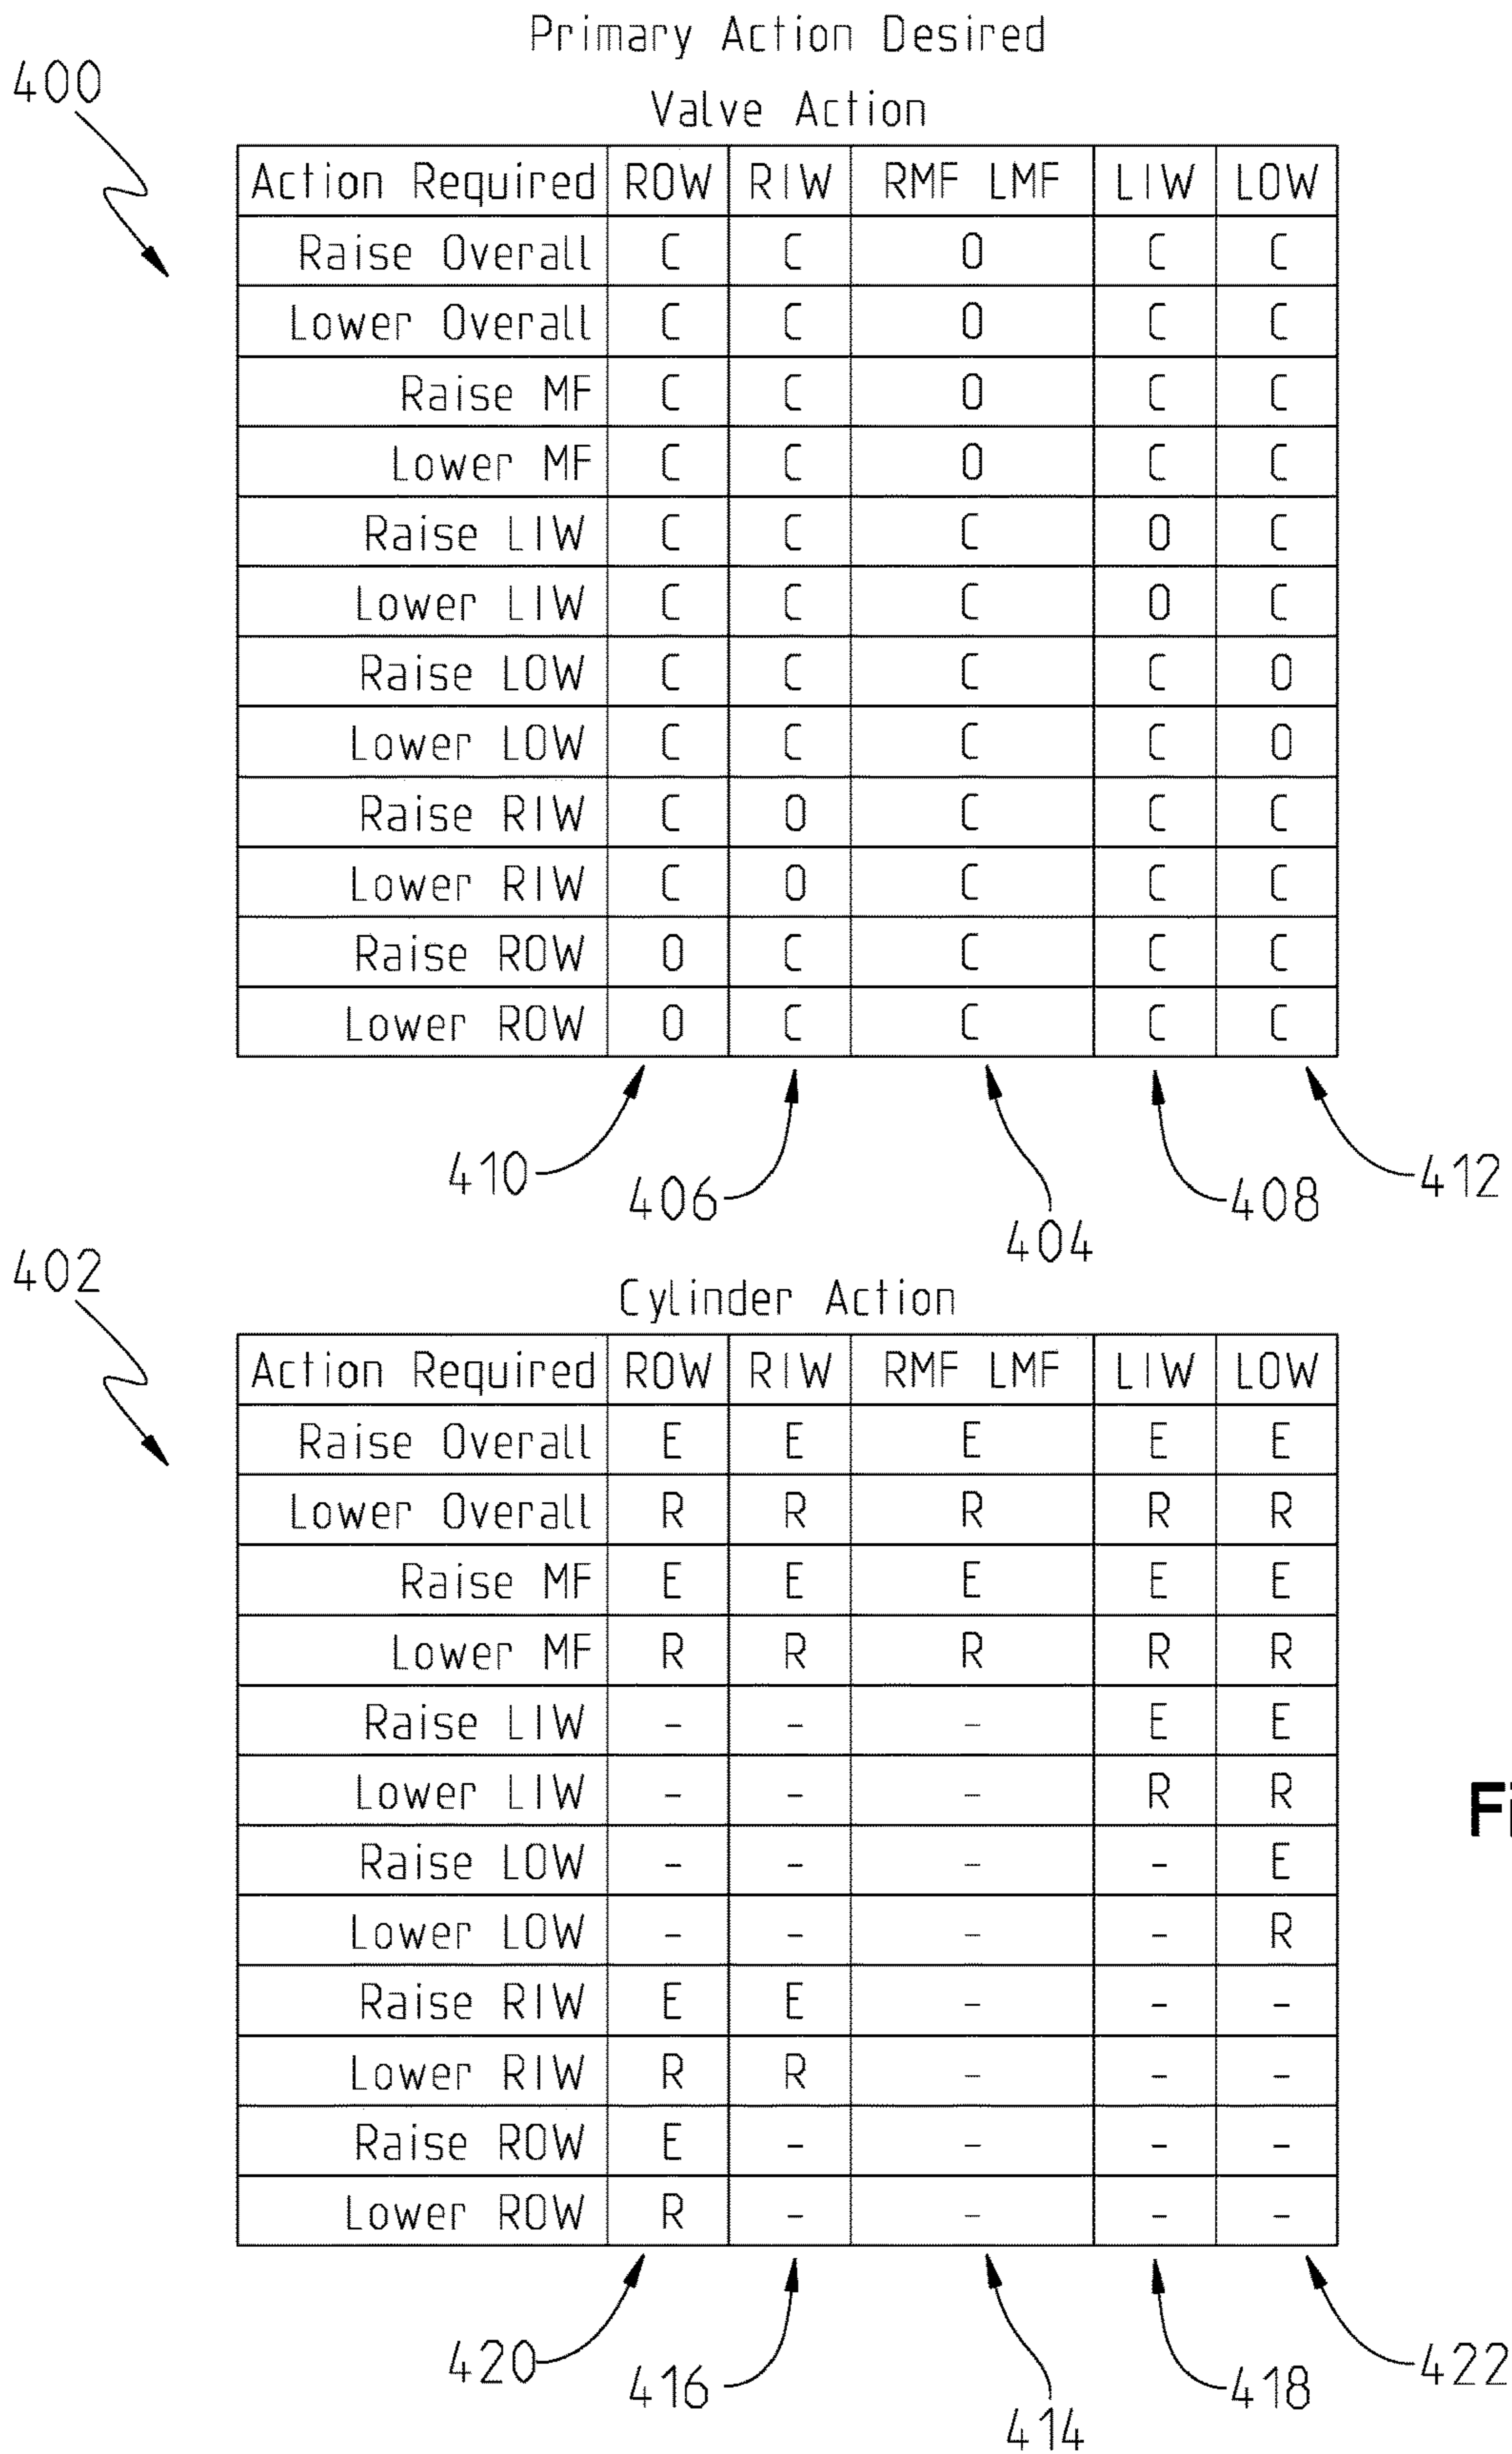 Primary Action Desired
400
Valve Action
Action Required ROW RIW RMF LMF LIW LOW
Raise Overall C C O C C
Lower Overall C C O C C
Raise MF C C O C C
Lower MF C C O C C
Raise LIW C C C O C
Lower LIW C C C O C
Raise LOW C C C C O
Lower LOW C C C C O
Raise RIW C O C C C
Lower RIW C O C C C
Raise ROW O C C C C
Lower ROW O C C C C
410 406 404 408 412
402
Cylinder Action
Action Required ROW RIW RMF LMF LIW LOW
Raise Overall E E E E E
Lower Overall R R R R R
Raise MF E E E E E
Lower MF R R R R R
Raise LIW - - - E E
Lower LIW - - - R R
Raise LOW - - - - E
Lower LOW - - - - R
Raise RIW E E - - -
Lower RIW R R - - -
Raise ROW E - - - -
Lower ROW R - - - -
420 416 414 418 422